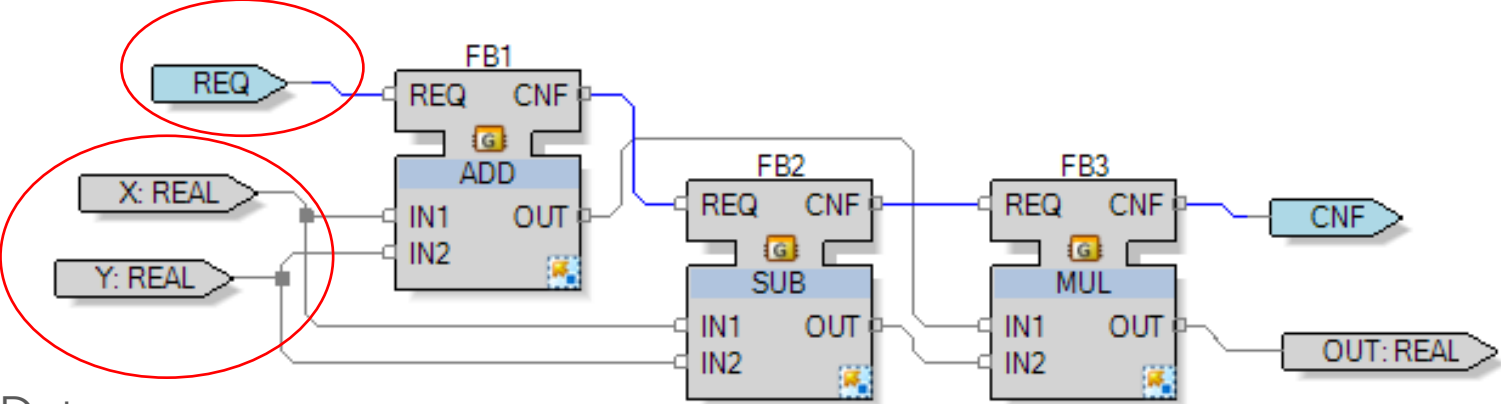 FB1
REQ
REQ CNF
G
ADD
X: REAL
IN1 OUT
IN2
Y: REAL
FB2
REQ CNF
G
SUB
IN1 OUT
IN2
FB3
REQ CNF
G
MUL
IN1 OUT
IN2
CNF
OUT: REAL